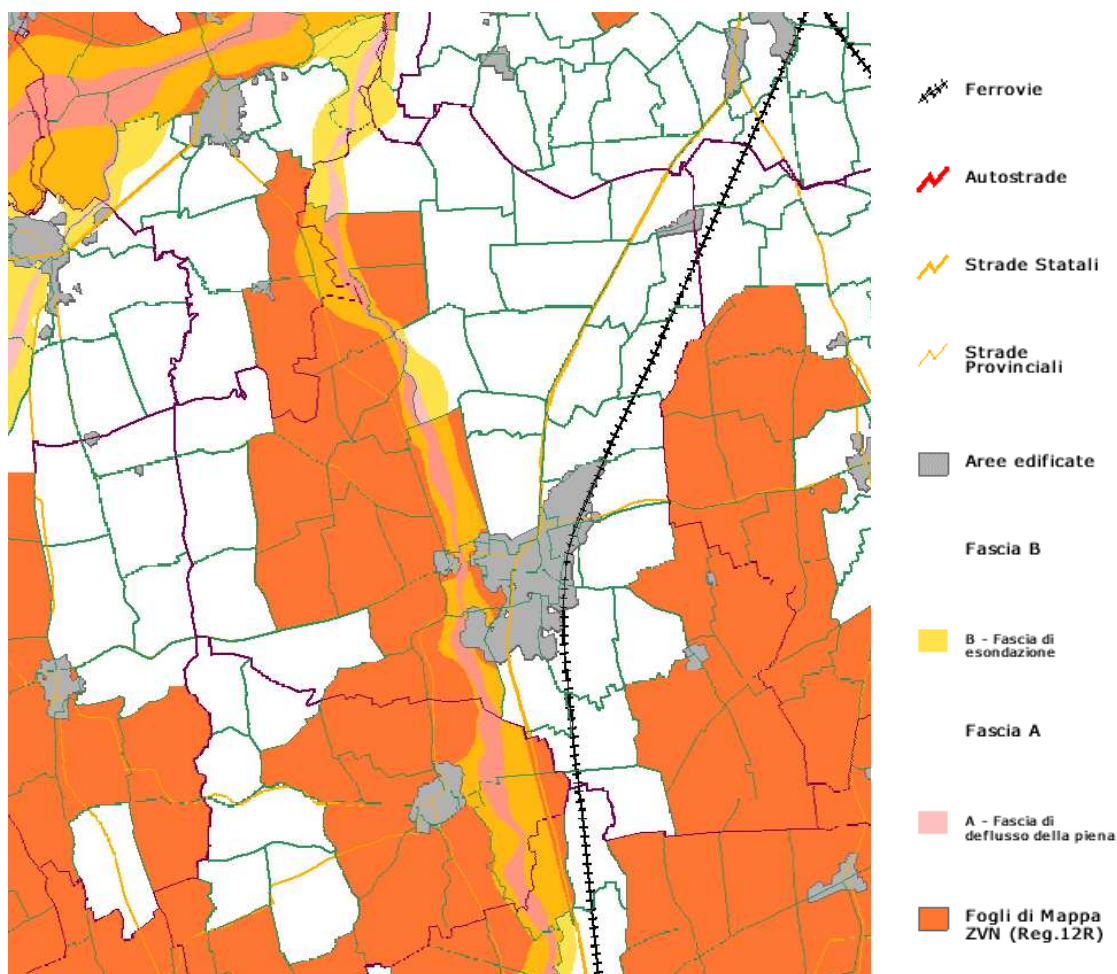 Ferrovie
Autostrade
Strade Statali
Strade
Provinciali
Aree edificate
Fascia B
B - Fascia di
esondazione
Fascia A
A - Fascia di
deflusso della piena
Fogli di Mappa
ZVN (Reg.12R)